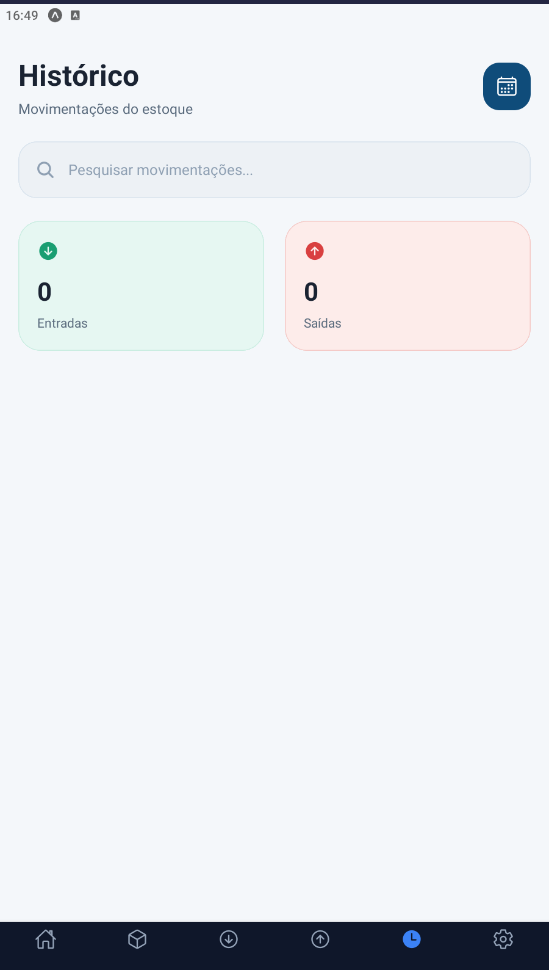 16:49
Histórico
Movimentações do estoque
Pesquisar movimentações...
0
Entradas
0
Saídas